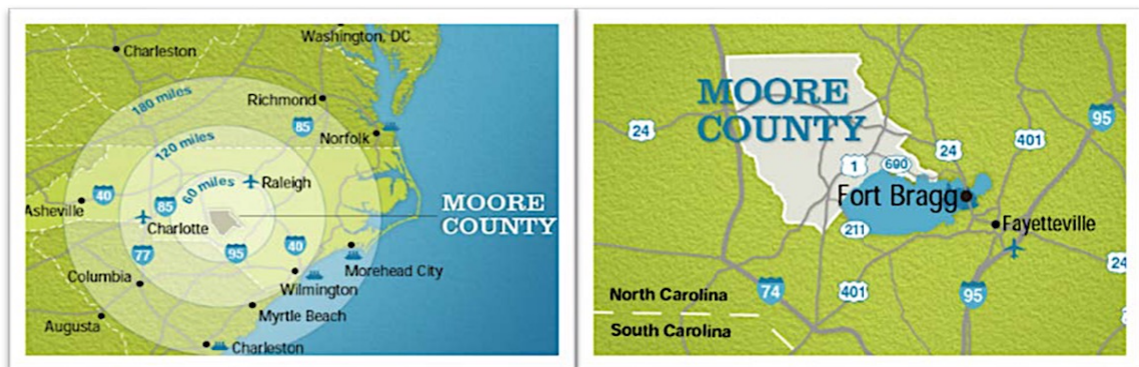 Washington, DC
Charleston
180 miles
Richmond
85
120 miles
Norfolk
60 miles
Raleigh
40
85
Asheville
Charlotte
MOORE
COUNTY
77
95
40
Morehead City
Columbia
Wilmington
Augusta
Myrtle Beach
Charleston
MOORE
COUNTY
24
95
401
24
1
690
Fort Bragg
Fayetteville
211
24
74
401
95
North Carolina
South Carolina